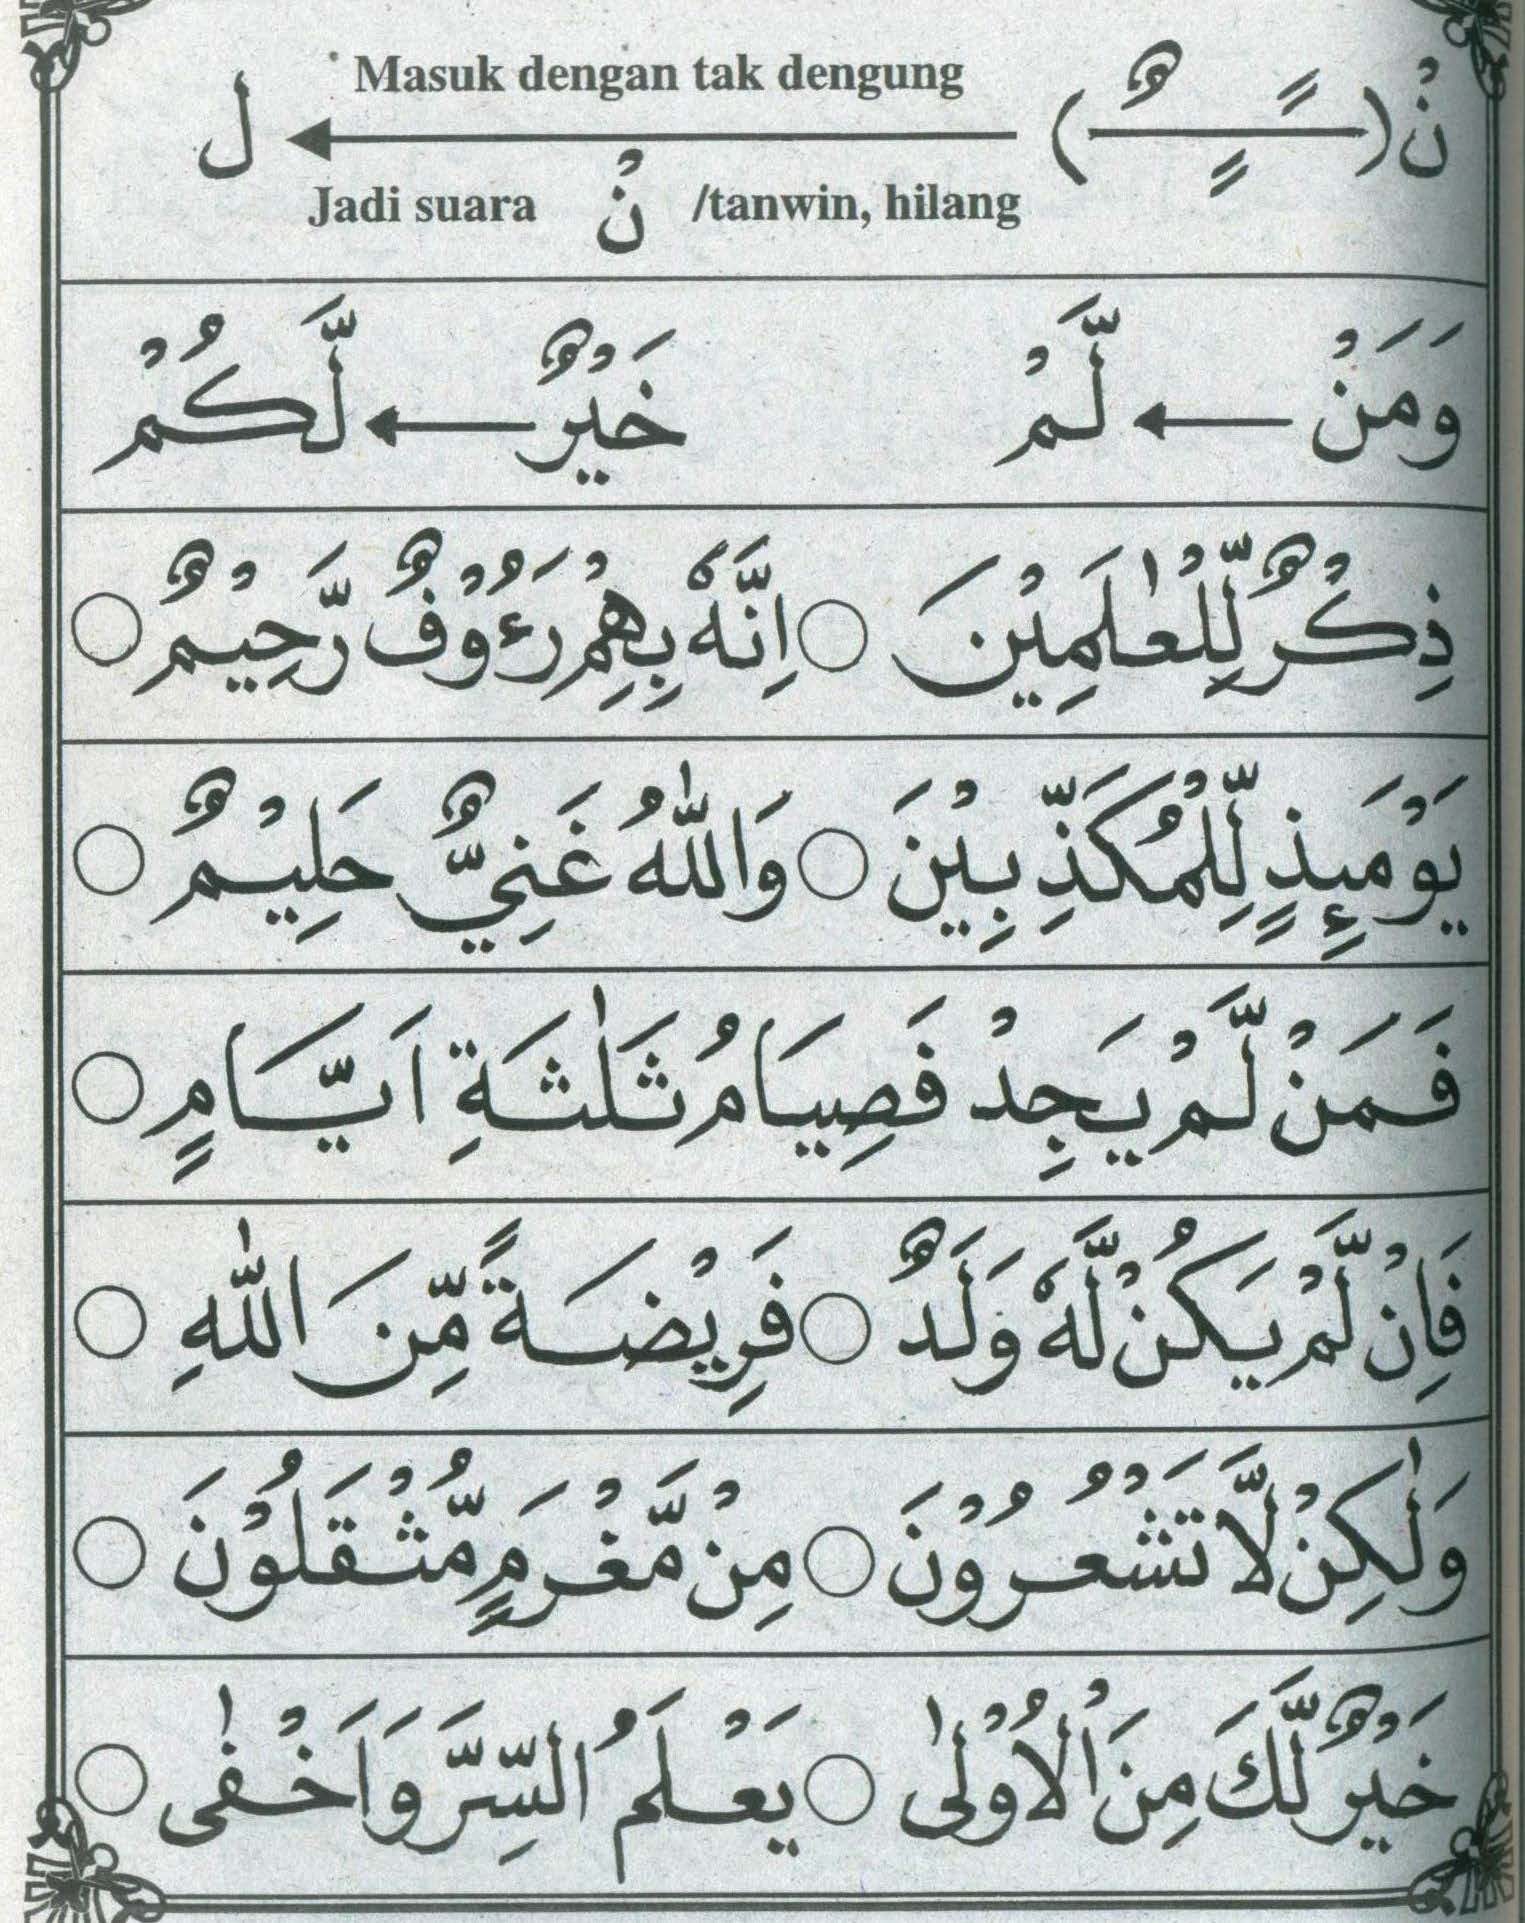 Masuk dengan tak dengung
نْ (ـًـٍـٌ) ل
Jadi suara نْ /tanwin, hilang
وَمَنْ لَّمْ خَيْرٌ لَّكُمْ
ذِكْرٌ لِّلْعٰلَمِيْنَ ○ اِنَّهٗ بِهِمْ رَءُوْفٌ رَّحِيْمٌ ○
يَوْمَىِٕذٍ لِّلْمُكَذِّبِيْنَ ○ وَاللّٰهُ غَنِيٌّ حَلِيْمٌ ○
فَمَنْ لَّمْ يَجِدْ فَصِيَامُ ثَلٰثَةِ اَيَّامٍ ○
فَاِنْ لَّمْ يَكُنْ لَّهٗ وَلَدٌ ○ فَرِيْضَةً مِّنَ اللّٰهِ ○
وَلٰكِنْ لَّا تَشْعُرُوْنَ ○ مِنْ مَّغْرَمٍ مُّثْقَلُوْنَ ○
خَيْرٌ لَّكَ مِنَ الْاُوْلٰى ○ يَعْلَمُ السِّرَّ وَاَخْفٰى ○